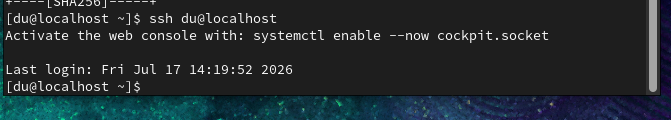 +----[SHA256]-----+
[du@localhost ~]$ ssh du@localhost
Activate the web console with: systemctl enable --now cockpit.socket
Last login: Fri Jul 17 14:19:52 2026
[du@localhost ~]$